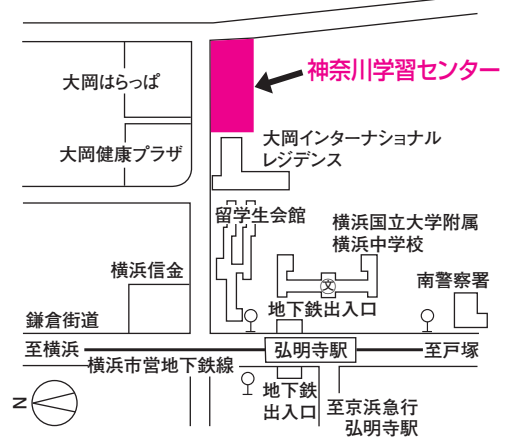 神奈川学習センター
大岡はらっぱ
大岡インターナショナル
レジデンス
大岡健康プラザ
留学生会館
横浜国立大学附属
横浜中学校
文
横浜信金
南警察署
地下鉄出入口
鎌倉街道
至横浜
弘明寺駅
至戸塚
横浜市営地下鉄線
地下鉄
出入口
至京浜急行
弘明寺駅
N